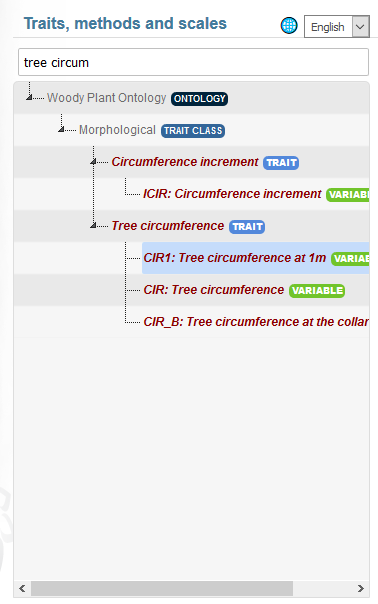 Traits, methods and scales
English
tree circum
Woody Plant Ontology ONTOLOGY
Morphological TRAIT CLASS
Circumference increment TRAIT
ICIR: Circumference increment VARIAB
Tree circumference TRAIT
CIR1: Tree circumference at 1m VARIAB
CIR: Tree circumference VARIABLE
CIR_B: Tree circumference at the collar